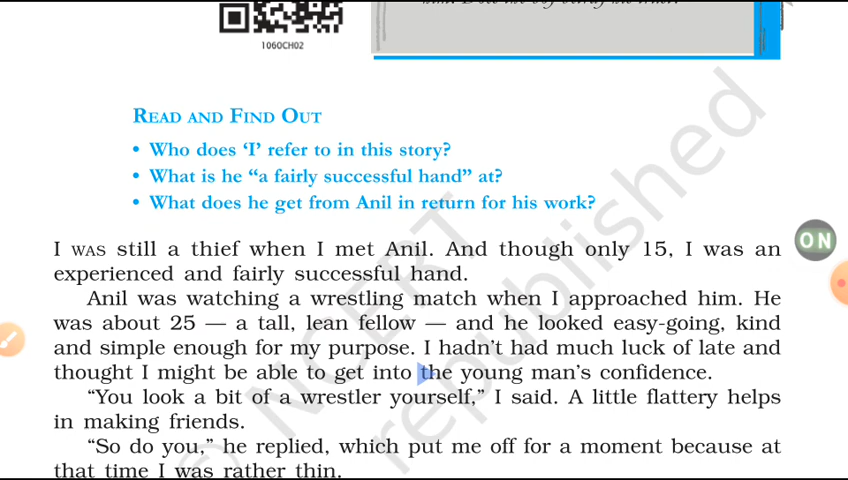 1060CH02
READ AND FIND OUT
• Who does ‘I’ refer to in this story?
• What is he “a fairly successful hand” at?
• What does he get from Anil in return for his work?
I WAS still a thief when I met Anil. And though only 15, I was an
experienced and fairly successful hand.
Anil was watching a wrestling match when I approached him. He
was about 25 — a tall, lean fellow — and he looked easy-going, kind
and simple enough for my purpose. I hadn’t had much luck of late and
thought I might be able to get into the young man’s confidence.
“You look a bit of a wrestler yourself,” I said. A little flattery helps
in making friends.
“So do you,” he replied, which put me off for a moment because at
that time I was rather thin.
ON
© NCERT
republished